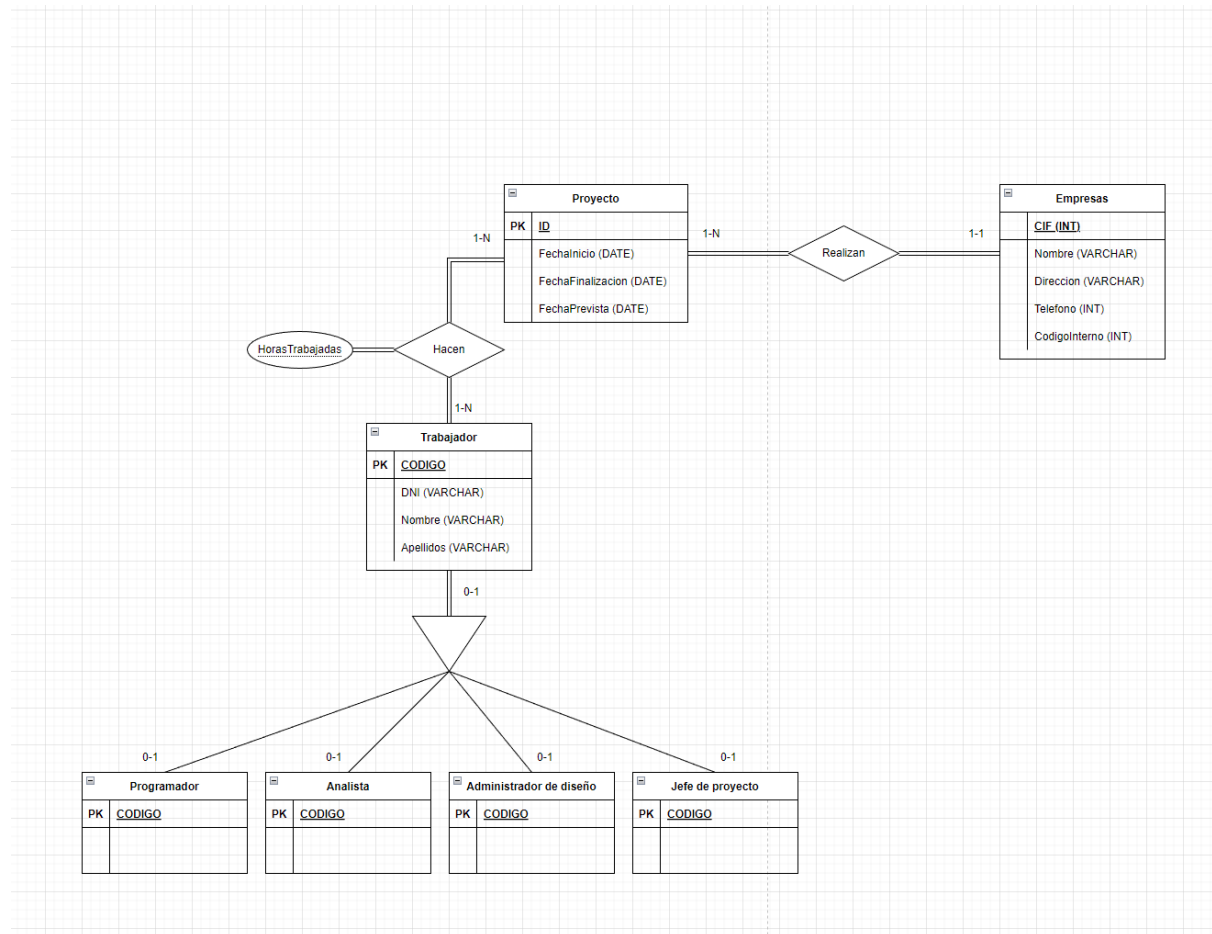 Proyecto
PK ID
FechaInicio (DATE)
FechaFinalizacion (DATE)
FechaPrevista (DATE)
1-N
1-N
Realizan
1-1
Empresas
CIF (INT)
Nombre (VARCHAR)
Direccion (VARCHAR)
Telefono (INT)
CodigoInterno (INT)
HorasTrabajadas
Hacen
1-N
Trabajador
PK CODIGO
DNI (VARCHAR)
Nombre (VARCHAR)
Apellidos (VARCHAR)
0-1
0-1
0-1
0-1
0-1
Programador
PK CODIGO
Analista
PK CODIGO
Administrador de diseño
PK CODIGO
Jefe de proyecto
PK CODIGO